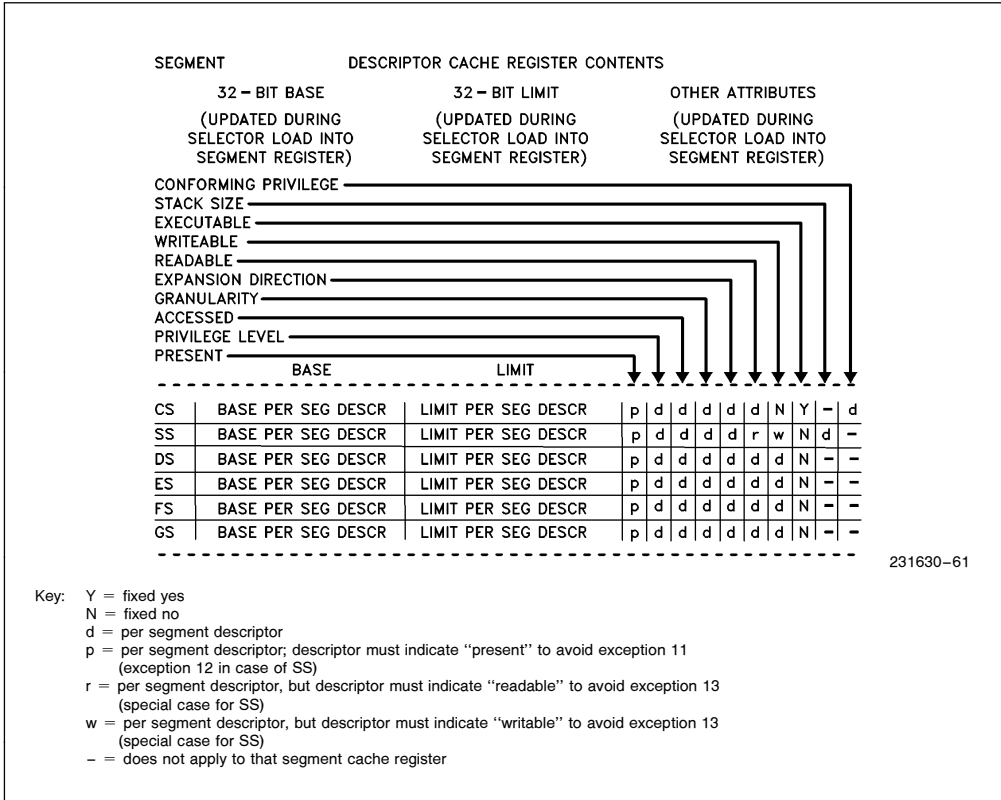 SEGMENT DESCRIPTOR CACHE REGISTER CONTENTS
32 – BIT BASE 32 – BIT LIMIT OTHER ATTRIBUTES
(UPDATED DURING (UPDATED DURING (UPDATED DURING
SELECTOR LOAD INTO SELECTOR LOAD INTO SELECTOR LOAD INTO
SEGMENT REGISTER) SEGMENT REGISTER) SEGMENT REGISTER)
CONFORMING PRIVILEGE
STACK SIZE
EXECUTABLE
WRITEABLE
READABLE
EXPANSION DIRECTION
GRANULARITY
ACCESSED
PRIVILEGE LEVEL
PRESENT
BASE LIMIT
CS BASE PER SEG DESCR LIMIT PER SEG DESCR p d d d d d N Y – d
SS BASE PER SEG DESCR LIMIT PER SEG DESCR p d d d d r w N d –
DS BASE PER SEG DESCR LIMIT PER SEG DESCR p d d d d d d N – –
ES BASE PER SEG DESCR LIMIT PER SEG DESCR p d d d d d d N – –
FS BASE PER SEG DESCR LIMIT PER SEG DESCR p d d d d d d N – –
GS BASE PER SEG DESCR LIMIT PER SEG DESCR p d d d d d d N – –
231630–61
Key: Y = fixed yes
N = fixed no
d = per segment descriptor
p = per segment descriptor; descriptor must indicate ‘‘present’’ to avoid exception 11
(exception 12 in case of SS)
r = per segment descriptor, but descriptor must indicate ‘‘readable’’ to avoid exception 13
(special case for SS)
w = per segment descriptor, but descriptor must indicate ‘‘writable’’ to avoid exception 13
(special case for SS)
– = does not apply to that segment cache register